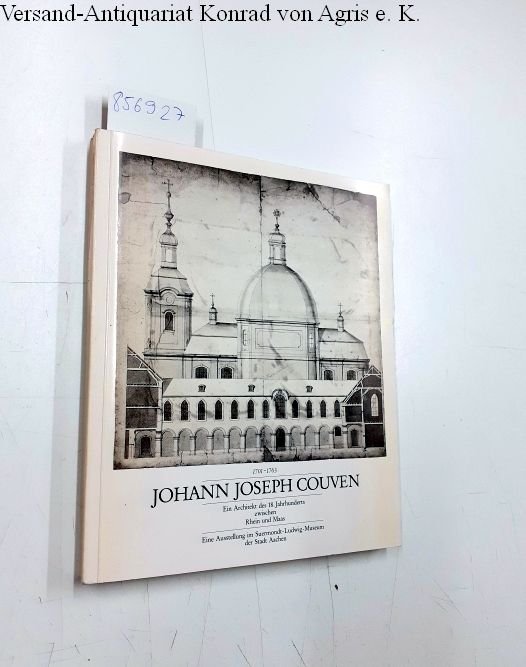 Versand-Antiquariat Konrad von Agris e. K.
856927
1701-1763
JOHANN JOSEPH COUVEN
Ein Architekt des 18. Jahrhunderts
zwischen
Rhein und Maas
Eine Ausstellung im Suermondt-Ludwig-Museum
der Stadt Aachen